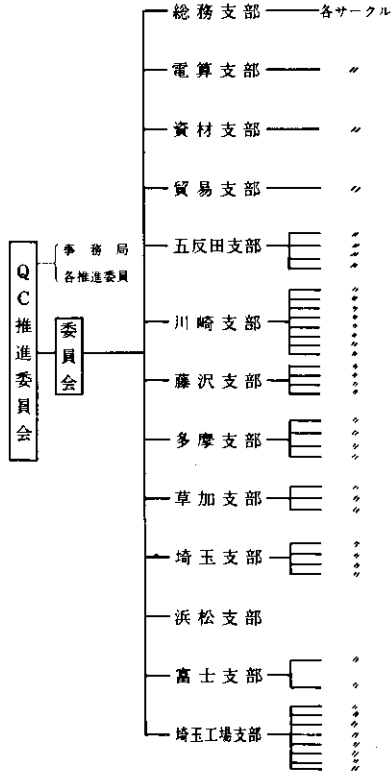 総務支部 各サークル
電算支部 〃
資材支部 〃
貿易支部 〃
五反田支部 〃
〃
〃
〃
川崎支部 〃
〃
〃
〃
〃
〃
〃
〃
藤沢支部 〃
〃
〃
〃
多摩支部 〃
〃
〃
〃
草加支部 〃
〃
〃
埼玉支部 〃
〃
〃
〃
浜松支部
富士支部 〃
〃
埼玉工場支部 〃
〃
〃
〃
〃
〃
〃
〃
QC推進委員会
事務局
各推進委員
委員会